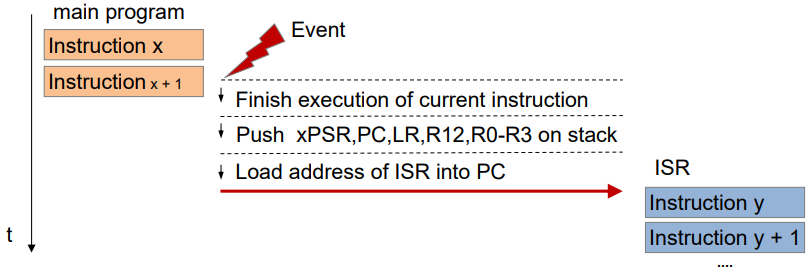 main program
Instruction x
Event
Instruction x + 1
Finish execution of current instruction
Push xPSR,PC,LR,R12,R0-R3 on stack
Load address of ISR into PC
ISR
Instruction y
t
Instruction y + 1
....